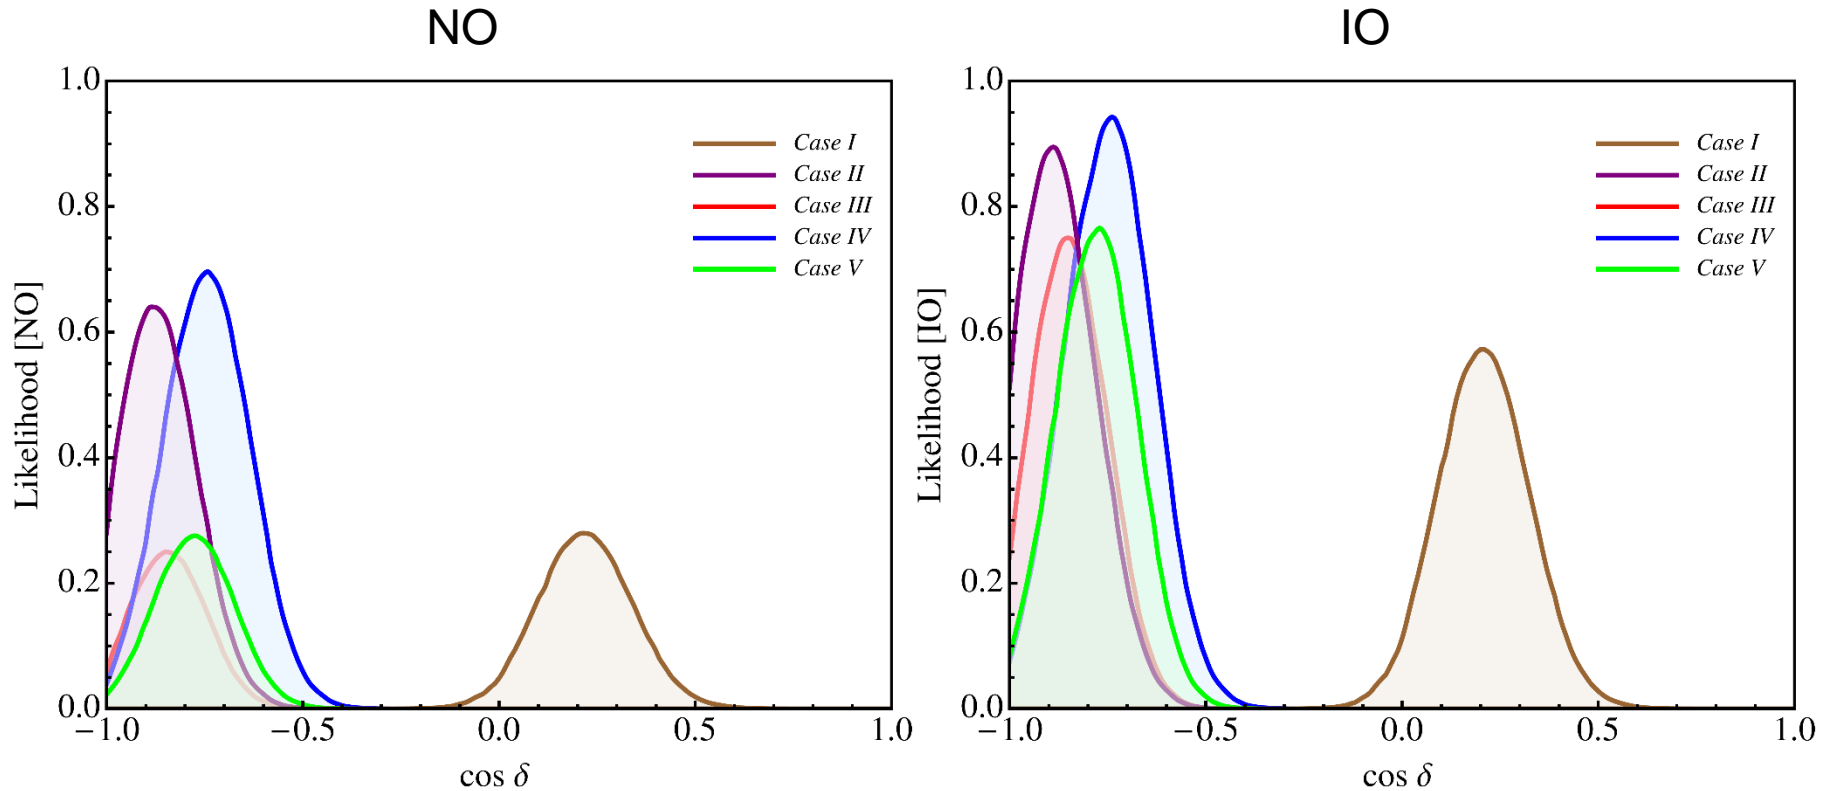 NO
1.0
0.8
0.6
0.4
0.2
0.0
Likelihood [NO]
Case I
Case II
Case III
Case IV
Case V
−1.0 −0.5 0.0 0.5 1.0
cos δ
IO
1.0
0.8
0.6
0.4
0.2
0.0
Likelihood [IO]
Case I
Case II
Case III
Case IV
Case V
−1.0 −0.5 0.0 0.5 1.0
cos δ